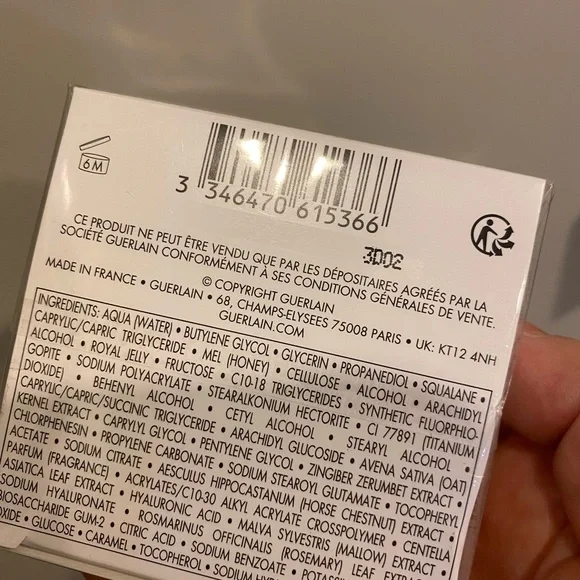 6M
3 346470 615366
3D02
CE PRODUIT NE PEUT ÊTRE VENDU QUE PAR LES DÉPOSITAIRES AGRÉÉS PAR LA
SOCIÉTÉ GUERLAIN CONFORMÉMENT À SES CONDITIONS GÉNÉRALES DE VENTE.
© COPYRIGHT GUERLAIN
MADE IN FRANCE • GUERLAIN • 68, CHAMPS-ELYSEES 75008 PARIS • UK: KT12 4NH
GUERLAIN.COM
INGREDIENTS: AQUA (WATER) • BUTYLENE GLYCOL • GLYCERIN • PROPANEDIOL • SQUALANE •
CAPRYLIC/CAPRIC TRIGLYCERIDE • MEL (HONEY) • CELLULOSE • ALCOHOL • ARACHIDYL
ALCOHOL • ROYAL JELLY • FRUCTOSE • C10-18 TRIGLYCERIDES • SYNTHETIC FLUORPHLO-
GOPITE • SODIUM POLYACRYLATE • STEARALKONIUM HECTORITE • CI 77891 (TITANIUM
DIOXIDE) • BEHENYL ALCOHOL • CETYL ALCOHOL • STEARYL ALCOHOL •
CAPRYLIC/CAPRIC/SUCCINIC TRIGLYCERIDE • ARACHIDYL GLUCOSIDE • AVENA SATIVA (OAT)
KERNEL EXTRACT • CAPRYLYL GLYCOL • PENTYLENE GLYCOL • ZINGIBER ZERUMBET EXTRACT •
CHLORPHENESIN • PROPYLENE CARBONATE • SODIUM STEAROYL GLUTAMATE • TOCOPHERYL
ACETATE • SODIUM CITRATE • AESCULUS HIPPOCASTANUM (HORSE CHESTNUT) EXTRACT •
PARFUM (FRAGRANCE) • ACRYLATES/C10-30 ALKYL ACRYLATE CROSSPOLYMER • CENTELLA
ASIATICA LEAF EXTRACT • HYALURONIC ACID • MALVA SYLVESTRIS (MALLOW) EXTRACT •
SODIUM HYALURONATE • ROSMARINUS OFFICINALIS (ROSEMARY) LEAF EXTRACT
BIOSACCHARIDE GUM-2 • CITRIC ACID • SODIUM BENZOATE • POTASS
OXIDE • GLUCOSE • CARAMEL • TOCOPHEROL • SODIUM HY